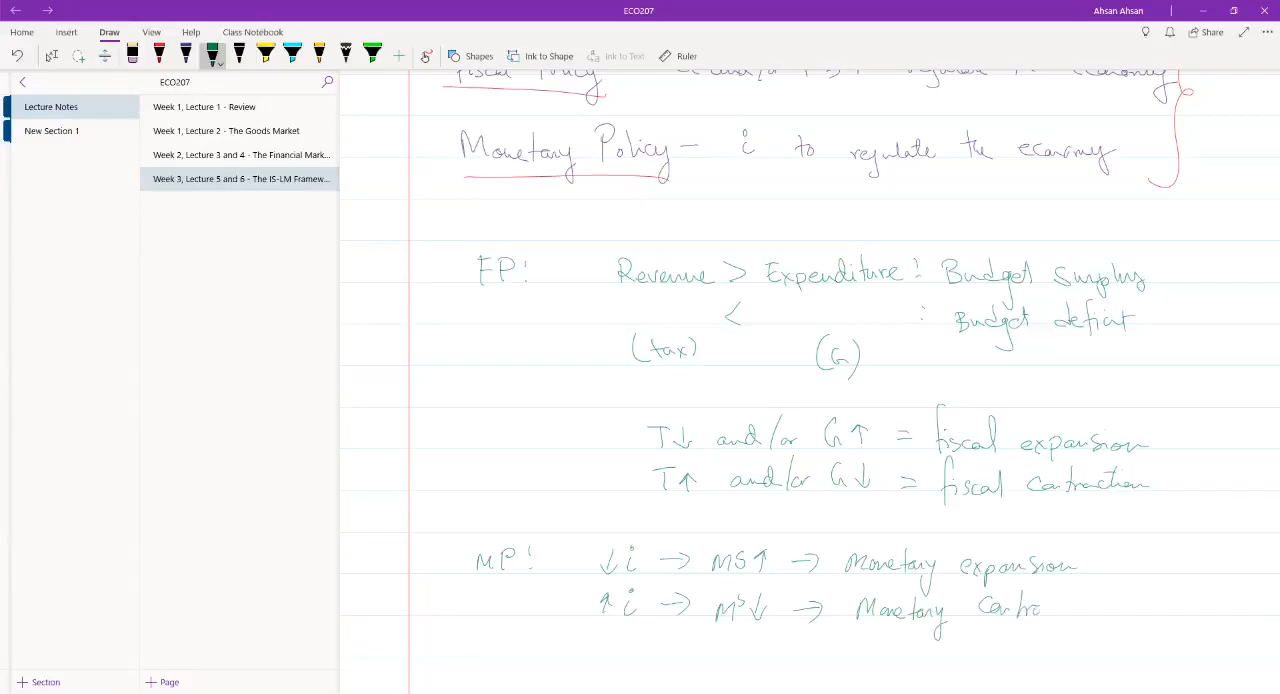 ECO207
Ahsan Ahsan
Home Insert Draw View Help Class Notebook
Share
Shapes Ink to Shape Ink to Text Ruler
ECO207
Lecture Notes
New Section 1
Week 1, Lecture 1 - Review
Week 1, Lecture 2 - The Goods Market
Week 2, Lecture 3 and 4 - The Financial Mark...
Week 3, Lecture 5 and 6 - The IS-LM Framew...
Fiscal Policy economy
Monetary Policy - i to regulate the economy
FP: Revenue > Expenditure : Budget Surplus
< : Budget deficit
(tax) (G)
T↓ and/or G↑ = fiscal expansion
T↑ and/or G↓ = fiscal contraction
MP: ↓i → MS↑ → Monetary expansion
↑i → Mˢ↓ → Monetary contra
+ Section
+ Page